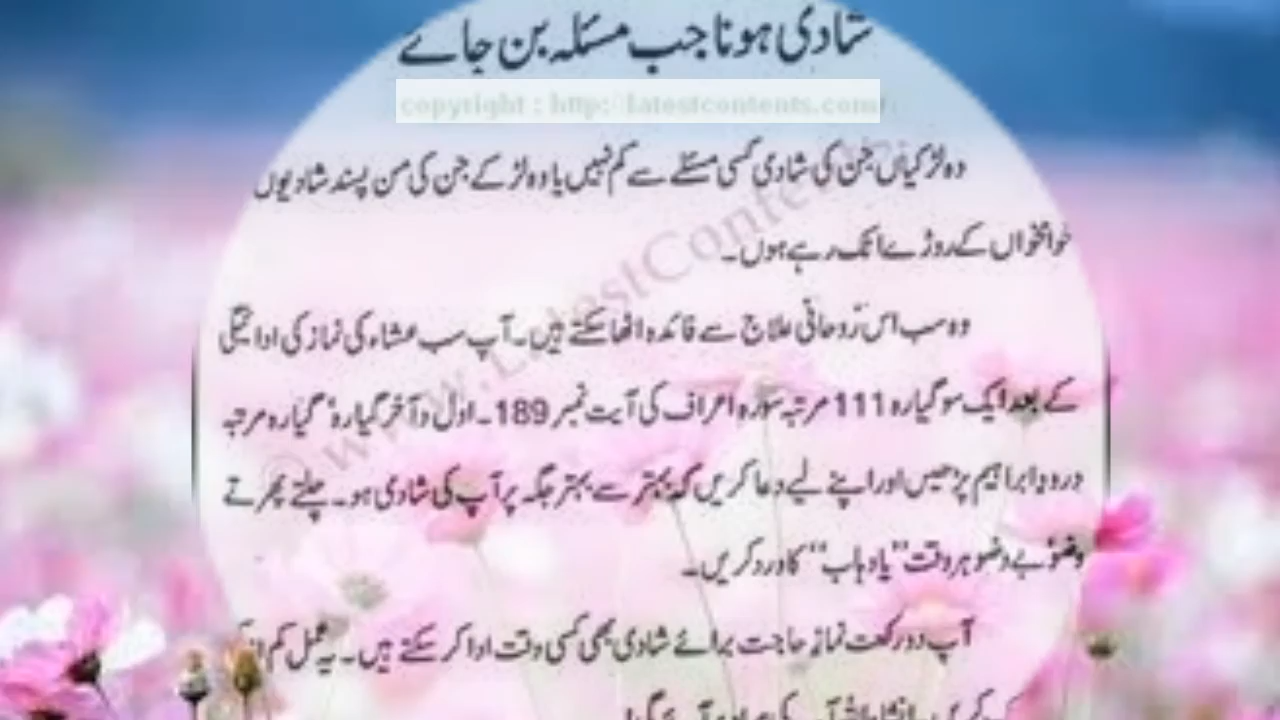 شادی ہونا جب مسئلہ بن جائے
copyright : http://latestcontents.com/
وہ لڑکیاں جن کی شادی کسی مسئلے سے کم نہیں یا وہ لڑکے جن کی من پسند شادیوں
خوانخواں کے روڑے اٹک رہے ہوں۔
وہ سب اس رُوحانی علاج سے فائدہ اٹھا سکتے ہیں۔ آپ سب عشاء کی نماز کی ادائیگی
کے بعد ایک سو گیارہ 111 مرتبہ سورہ اعراف کی آیت نمبر 189۔ اول و آخر گیارہ' گیارہ مرتبہ
درودِ ابراہیم پڑھیں اور اپنے لیے دعا کریں کہ بہتر سے بہتر جگہ پر آپ کی شادی ہو۔ چلتے پھرتے
وضو بے وضو ہر وقت "یا وہاب" کا ورد کریں۔
آپ دو رکعت نمازِ حاجت برائے شادی بھی کسی وقت ادا کر سکتے ہیں۔ یہ عمل کم از
کریں۔ انشاءاللہ آپ کی